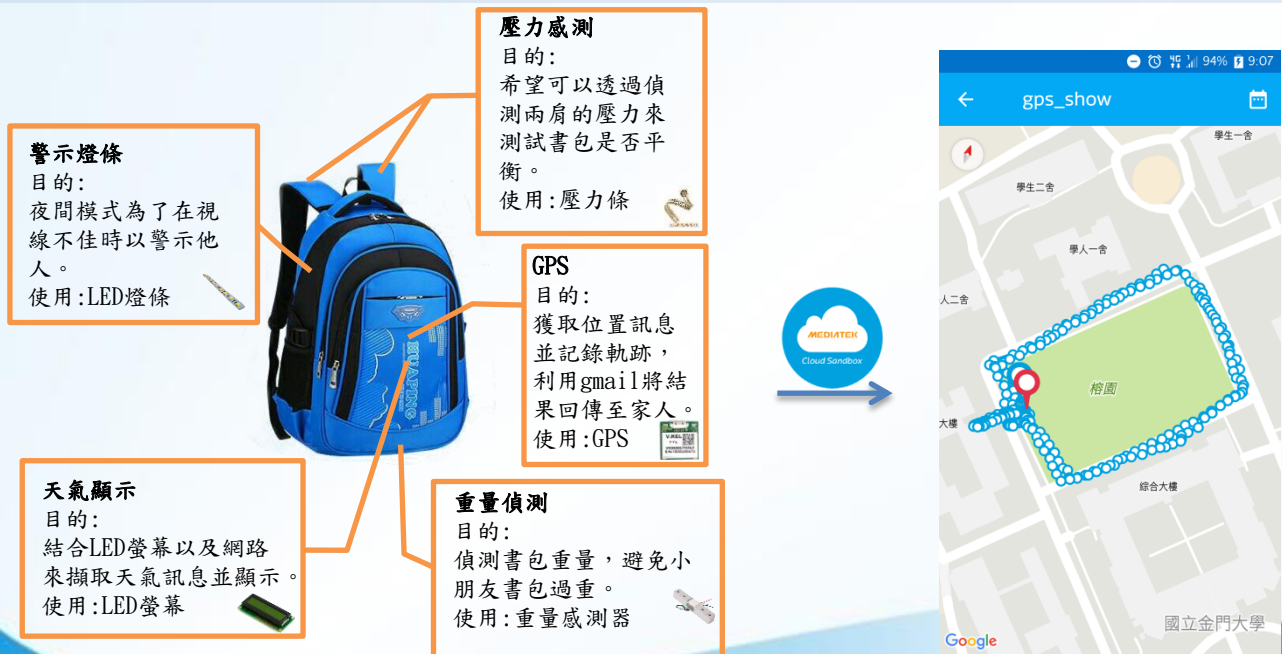 壓力感測
目的:
希望可以透過偵
測兩肩的壓力來
測試書包是否平
衡。
使用:壓力條
警示燈條
目的:
夜間模式為了在視
線不佳時以警示他
人。
使用:LED燈條
GPS
目的:
獲取位置訊息
並記錄軌跡，
利用gmail將結
果回傳至家人。
使用:GPS
天氣顯示
目的:
結合LED螢幕以及網路
來擷取天氣訊息並顯示。
使用:LED螢幕
重量偵測
目的:
偵測書包重量，避免小
朋友書包過重。
使用:重量感測器
HUAPING
MEDIATEK
Cloud Sandbox
4G 94% 9:07
gps_show
學生一舍
學生二舍
學人一舍
人二舍
榕園
大樓
綜合大樓
國立金門大學
Google